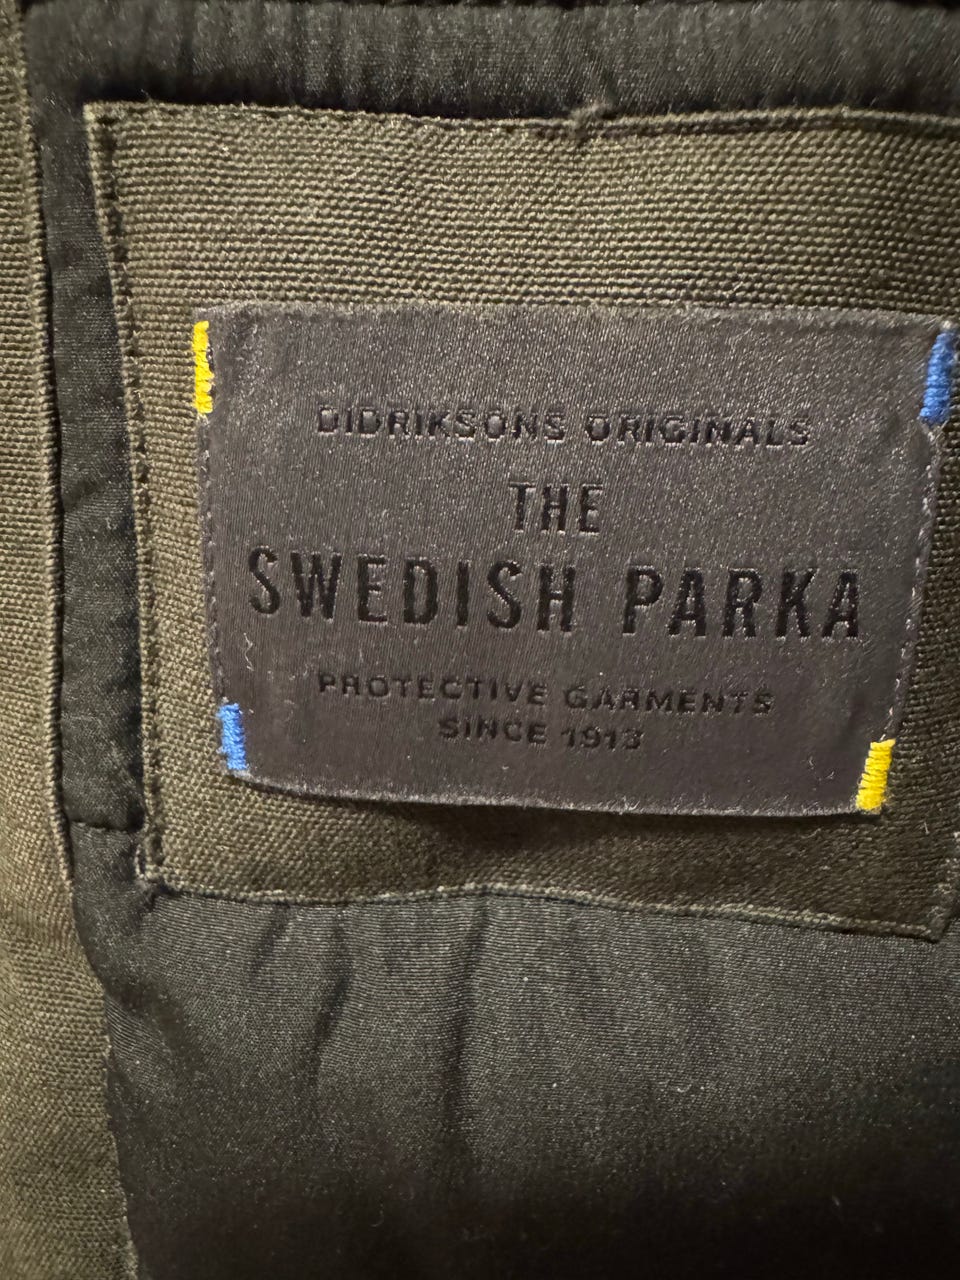 DIDRIKSONS ORIGINALS
THE
SWEDISH PARKA
PROTECTIVE GARMENTS
SINCE 1913